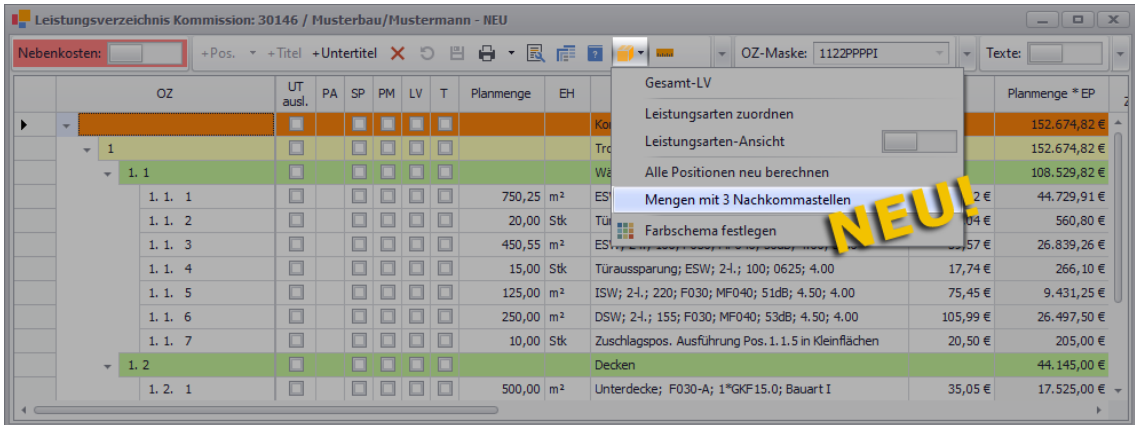 Leistungsverzeichnis Kommission: 30146 / Musterbau/Mustermann - NEU
Nebenkosten: +Pos. +Titel +Untertitel OZ-Maske: 1122PPPPI Texte:
OZ UT ausl. PA SP PM LV T Planmenge EH Planmenge * EP
Gesamt-LV
Leistungsarten zuordnen
Leistungsarten-Ansicht
Alle Positionen neu berechnen
Mengen mit 3 Nachkommastellen
Farbschema festlegen
NEU!
152.674,82 €
1 152.674,82 €
1. 1 108.529,82 €
1. 1. 1 750,25 m² 44.729,91 €
1. 1. 2 20,00 Stk 560,80 €
1. 1. 3 450,55 m² 26.839,26 €
1. 1. 4 15,00 Stk Türaussparung; ESW; 2-l.; 100; 0625; 4.00 17,74 € 266,10 €
1. 1. 5 125,00 m² ISW; 2-l.; 220; F030; MF040; 51dB; 4.50; 4.00 75,45 € 9.431,25 €
1. 1. 6 250,00 m² DSW; 2-l.; 155; F030; MF040; 53dB; 4.50; 4.00 105,99 € 26.497,50 €
1. 1. 7 10,00 Stk Zuschlagspos. Ausführung Pos.1.1.5 in Kleinflächen 20,50 € 205,00 €
1. 2 Decken 44.145,00 €
1. 2. 1 500,00 m² Unterdecke; F030-A; 1*GKF15.0; Bauart I 35,05 € 17.525,00 €